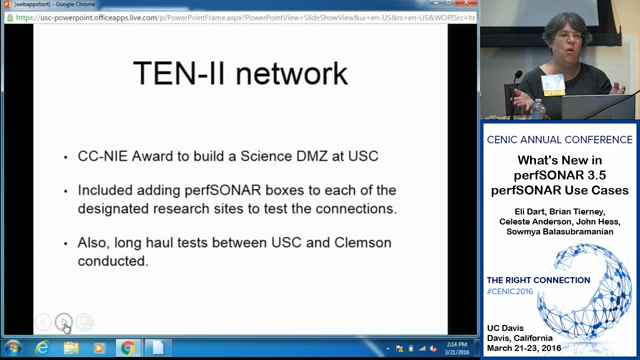 (webappshort) - Google Chrome
https://usc-powerpoint.officeapps.live.com/p/PowerPointFrame.aspx?PowerPointView=SlideShowView&ui=en-US&rs=en-US&WOPISrc=ht
TEN-II network
• CC-NIE Award to build a Science DMZ at USC
• Included adding perfSONAR boxes to each of the
designated research sites to test the connections.
• Also, long haul tests between USC and Clemson
conducted.
2:14 PM
3/21/2016
CENIC ANNUAL CONFERENCE
What's New in
perfSONAR 3.5
perfSONAR Use Cases
Eli Dart, Brian Tierney,
Celeste Anderson, John Hess,
Sowmya Balasubramanian
THE RIGHT CONNECTION
#CENIC2016
UC Davis
Davis, California
March 21-23, 2016